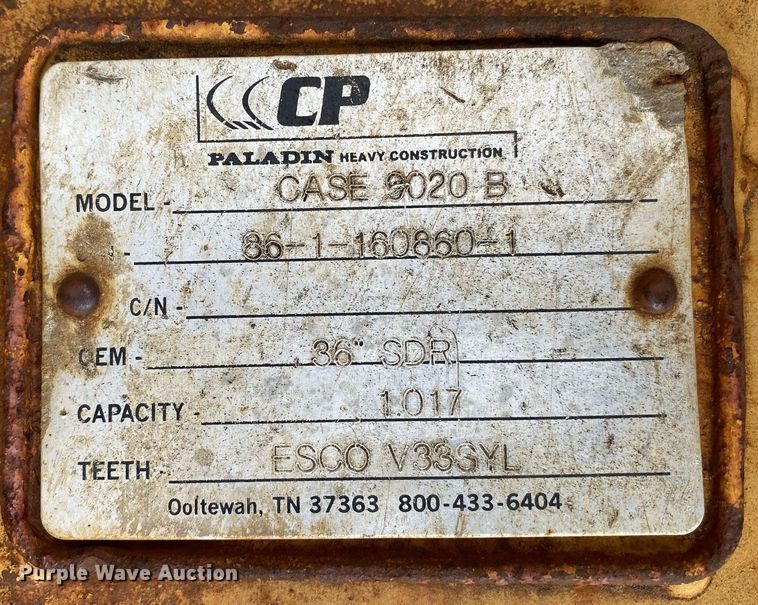 CP
PALADIN HEAVY CONSTRUCTION
MODEL - CASE 9020 B
- 86-1-160860-1
C/N -
OEM - 36" SDR
CAPACITY - 1.017
TEETH - ESCO V33SYL
Ooltewah, TN 37363 800-433-6404
Purple Wave Auction